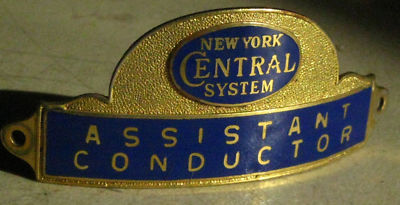 NEW YORK
CENTRAL
SYSTEM
ASSISTANT
CONDUCTOR